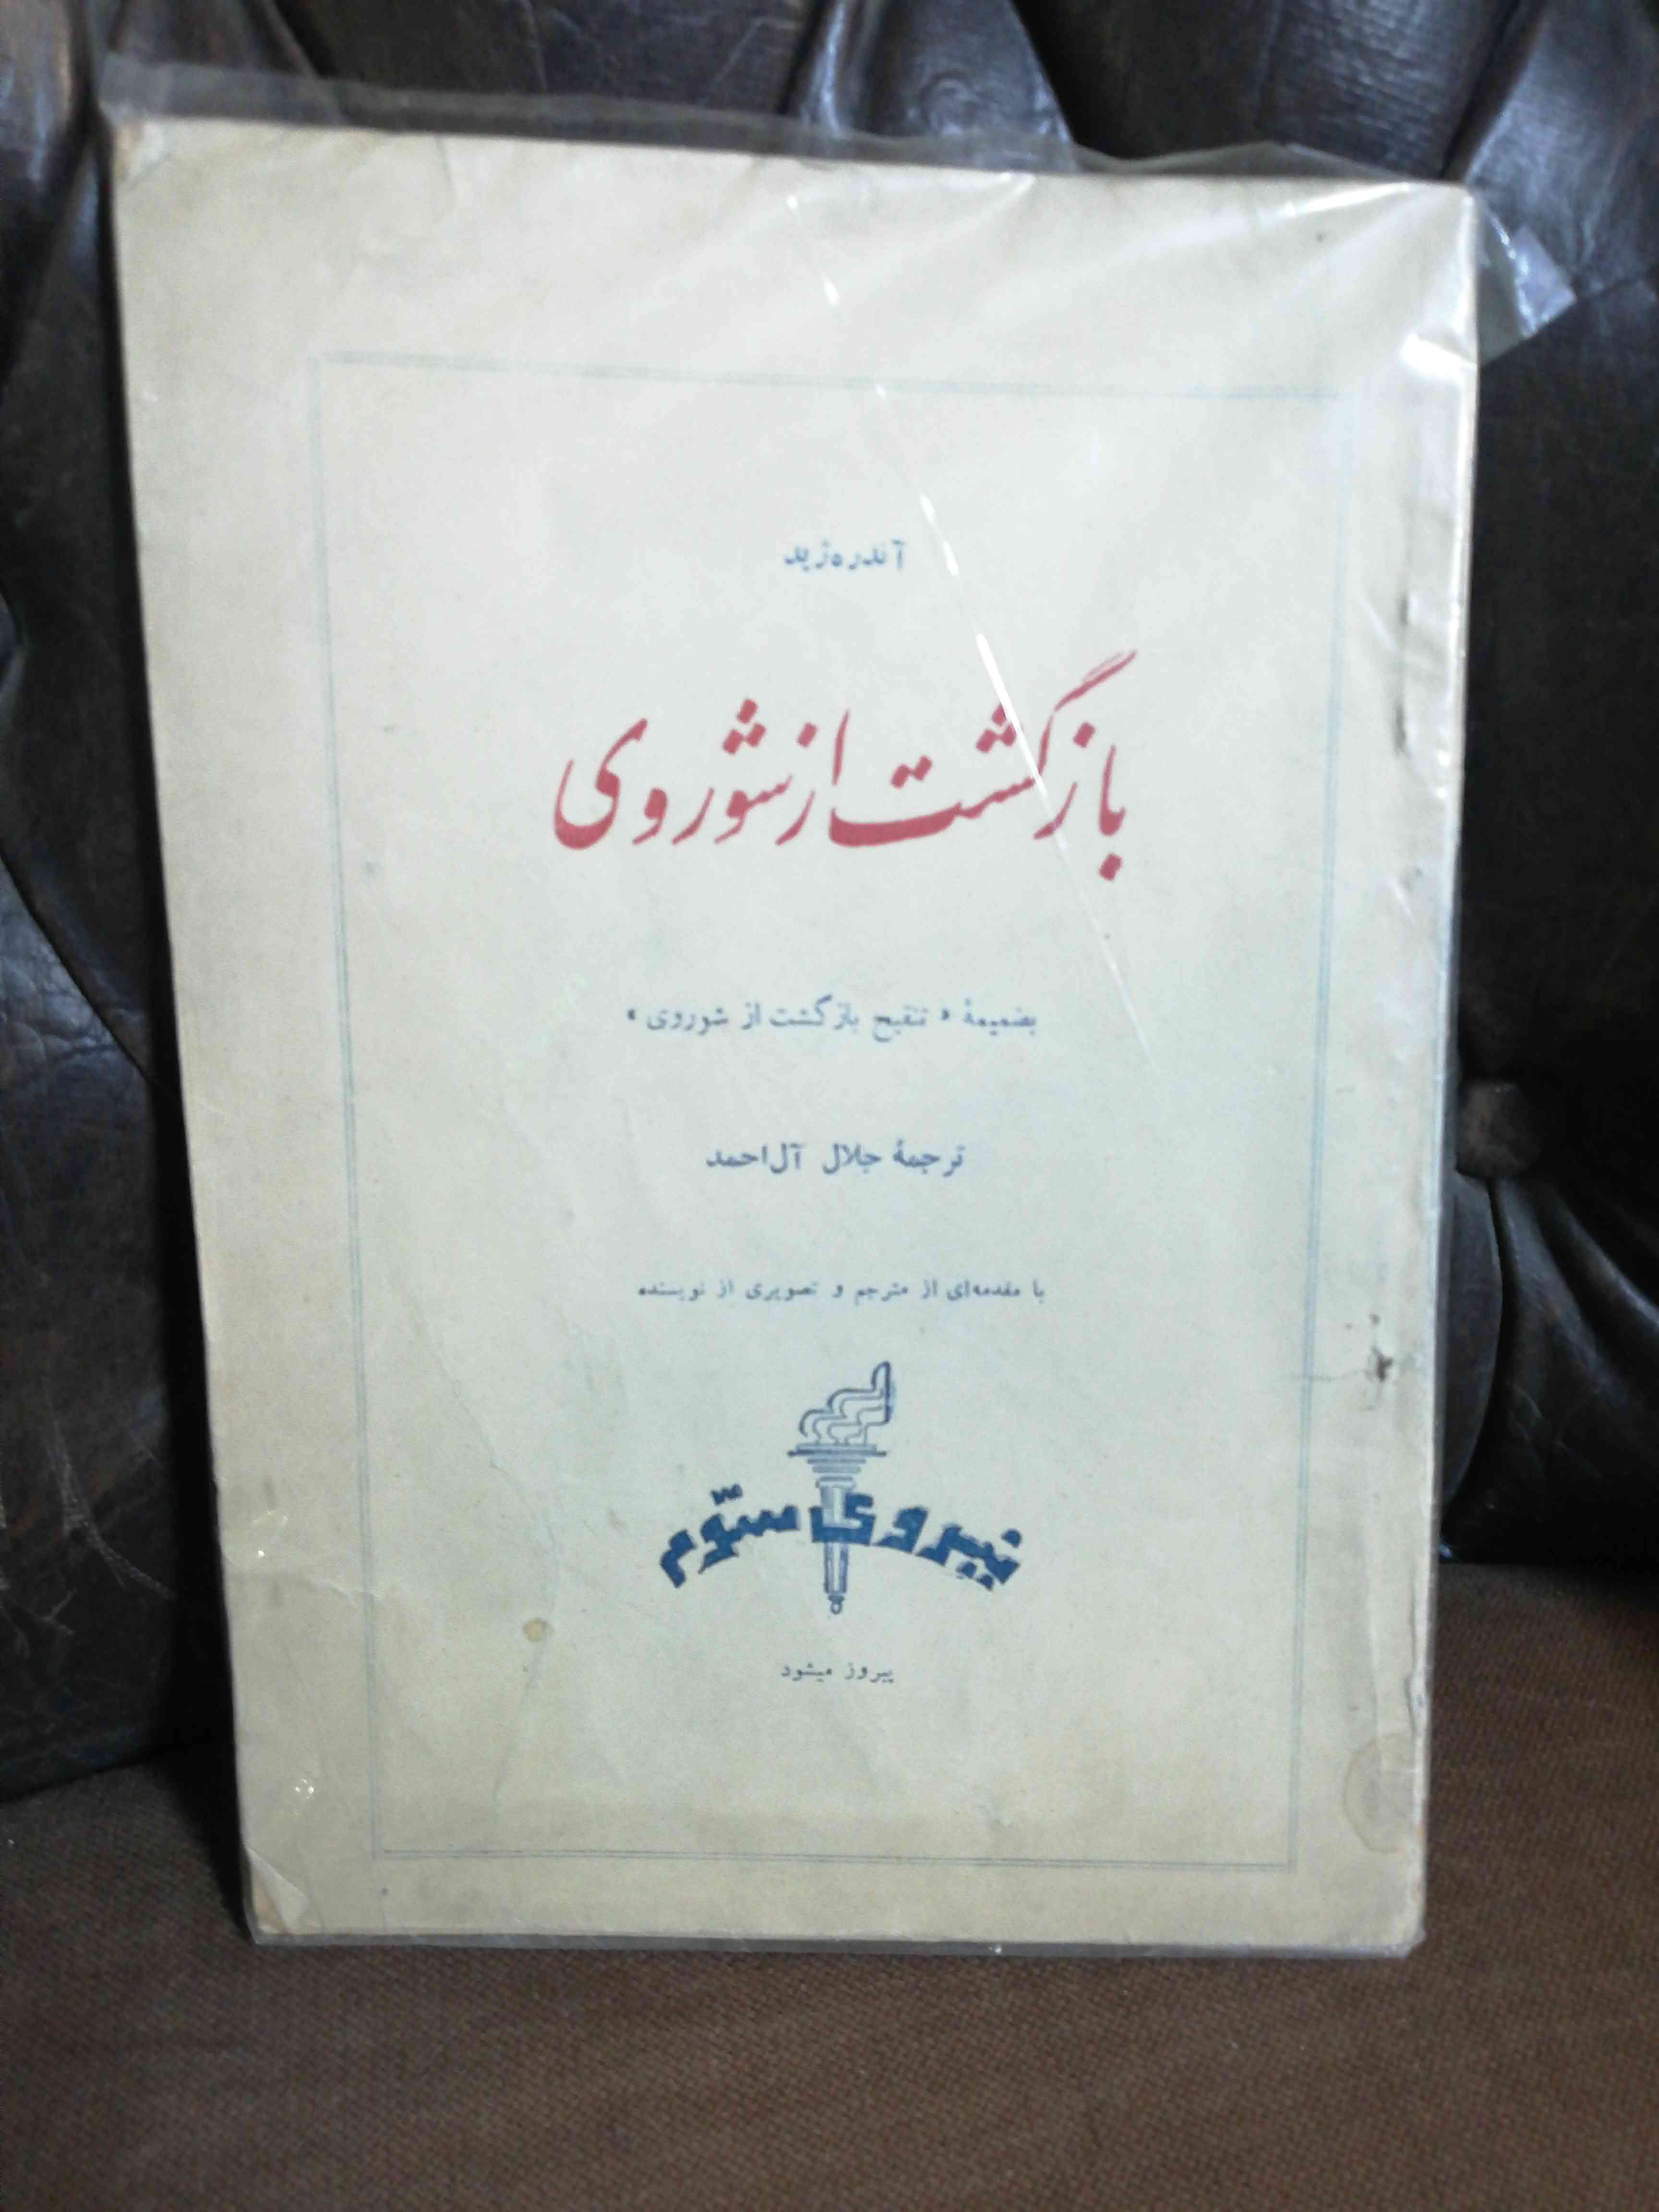 آندره ژید
بازگشت از شوروی
بضمیمهٔ «تنقیح بازگشت از شوروی»
ترجمهٔ جلال آل‌احمد
با مقدمه‌ای از مترجم و تصویری از نویسنده
نیروی سوّم
پیروز میشود